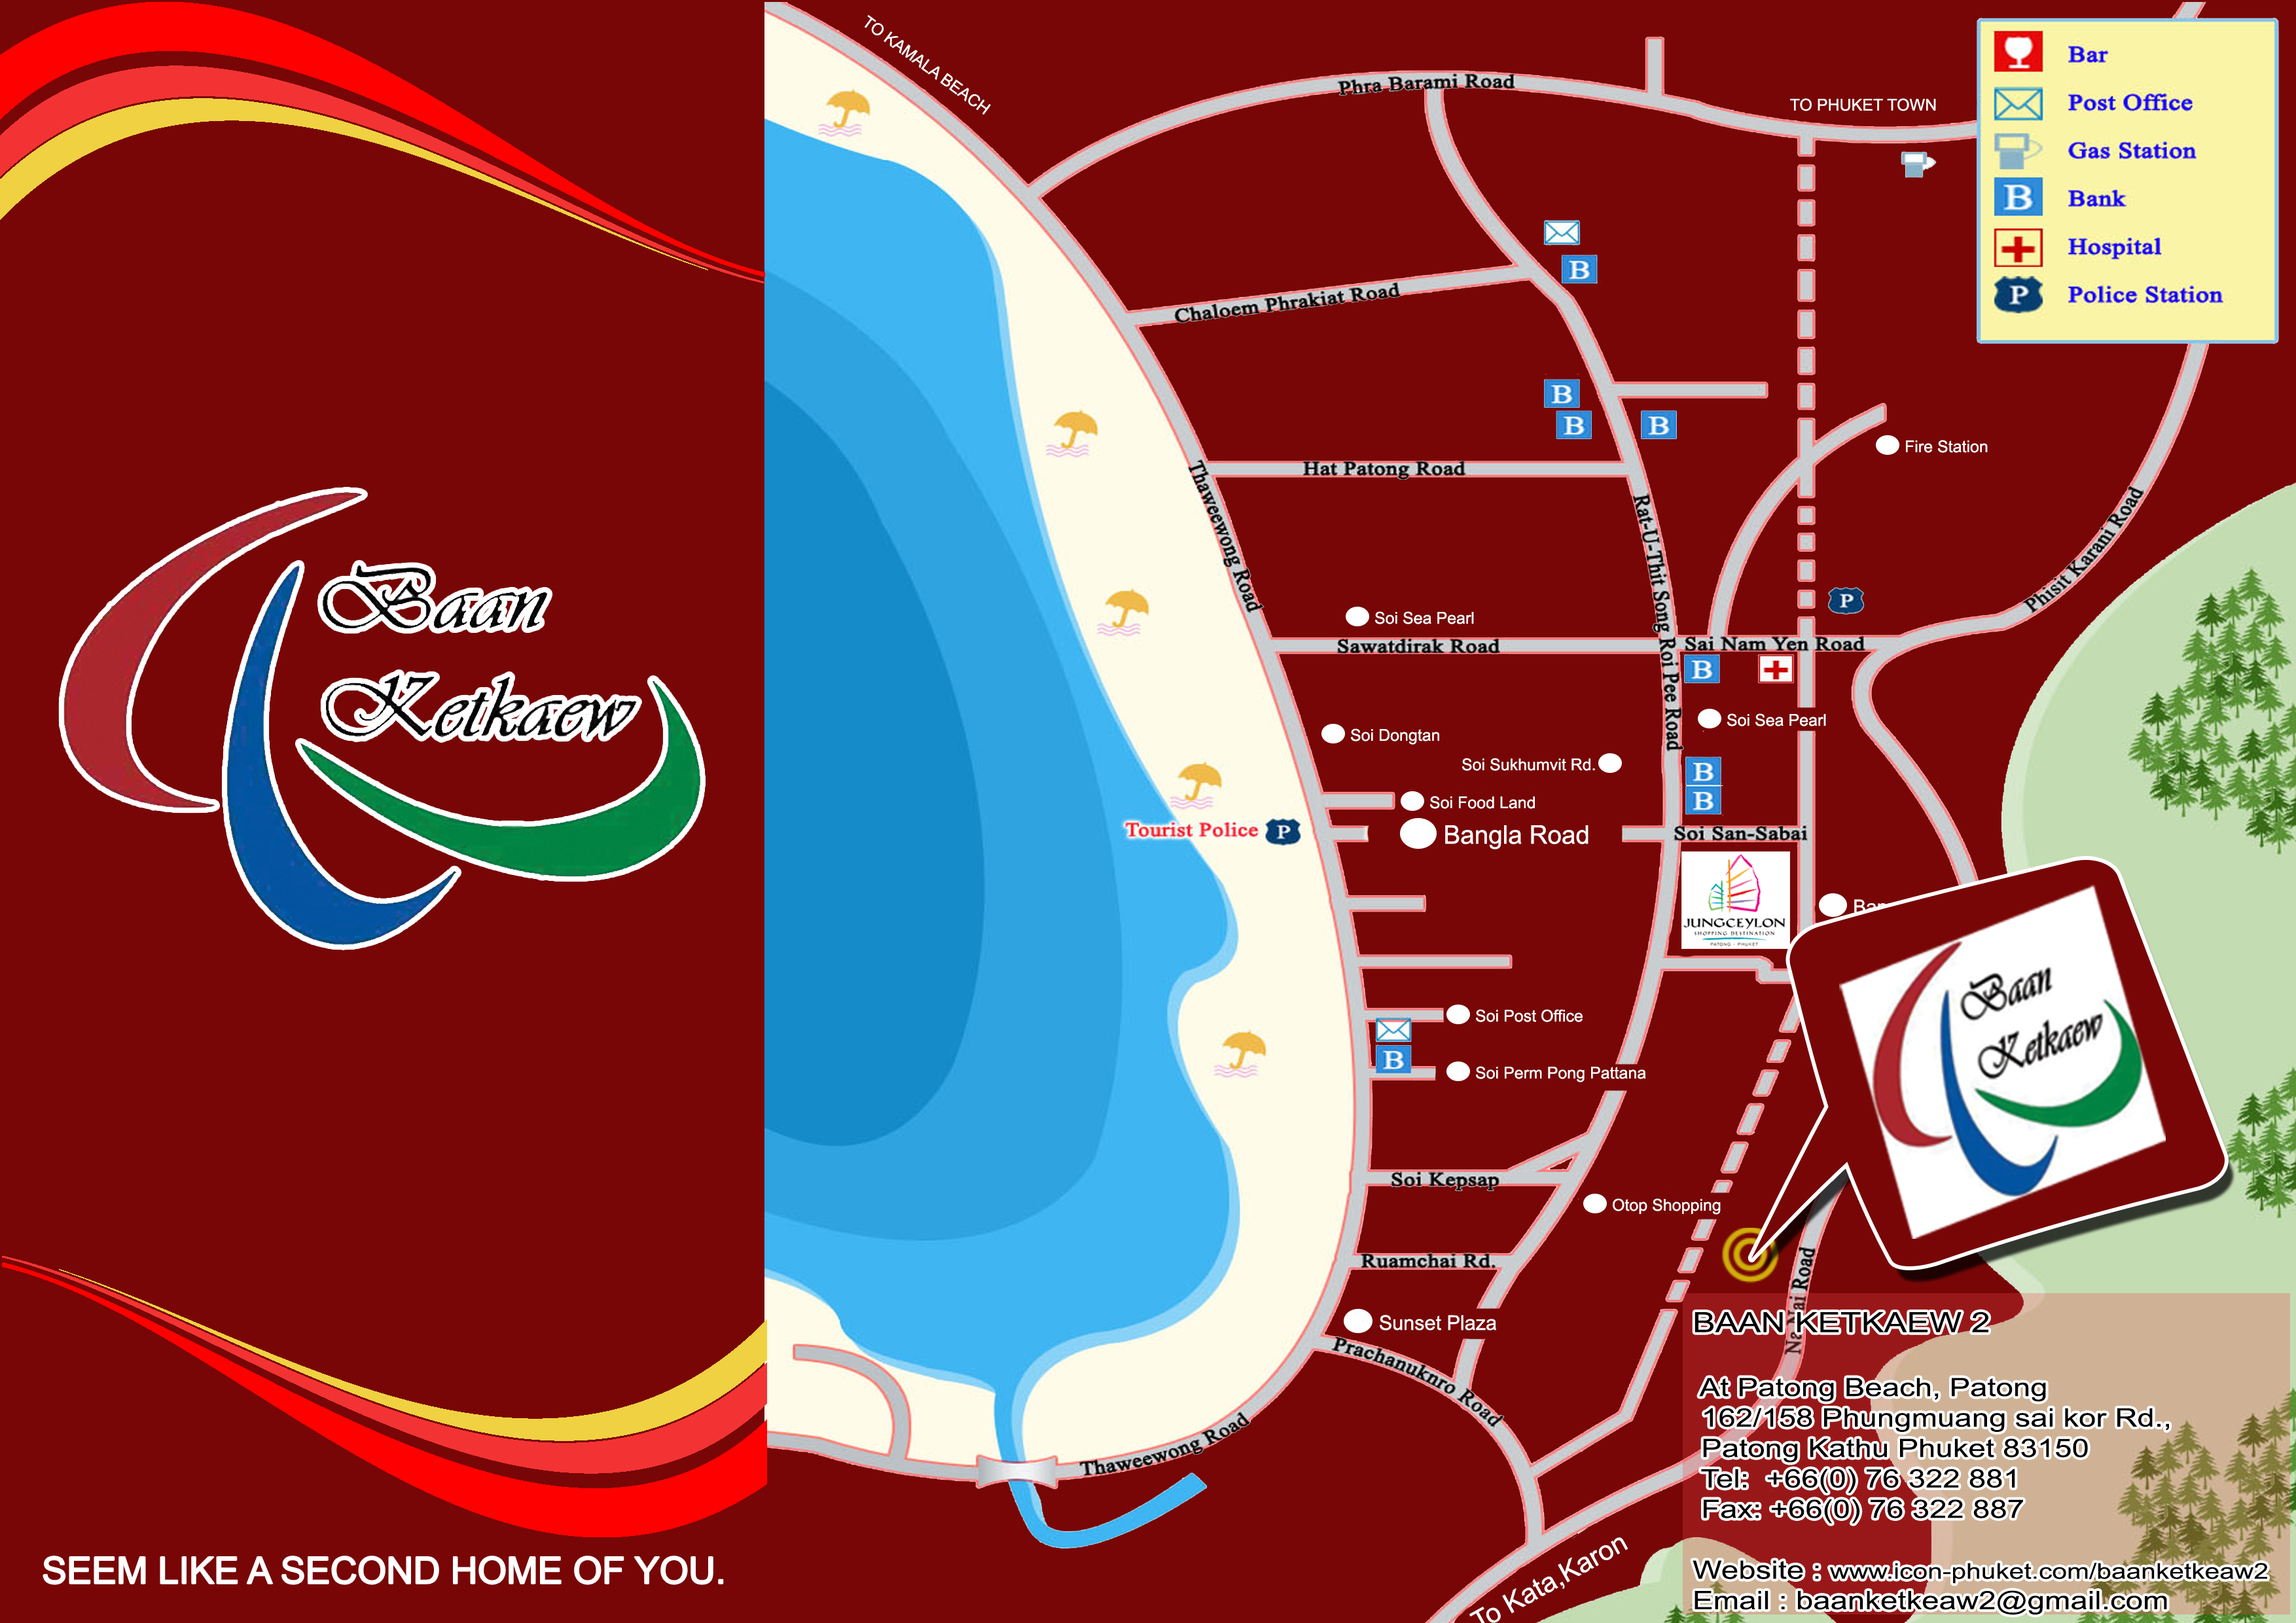 Baan
Ketkaew
SEEM LIKE A SECOND HOME OF YOU.
TO KAMALA BEACH
Phra Barami Road
TO PHUKET TOWN
Bar
Post Office
Gas Station
B Bank
Hospital
P Police Station
B
Chaloem Phrakiat Road
B
B
B
Fire Station
Hat Patong Road
Thaweewong Road
Rat-U-Thit Song Roi Pee Road
Phisit Karani Road
P
Soi Sea Pearl
Sawatdirak Road
Sai Nam Yen Road
B
Soi Sea Pearl
Soi Dongtan
Soi Sukhumvit Rd.
B
B
Soi Food Land
Tourist Police P
Bangla Road
Soi San-Sabai
JUNGCEYLON
SHOPPING DESTINATION
PATONG - PHUKET
Baan
Ketkaew
Soi Post Office
B
Soi Perm Pong Pattana
Soi Kepsap
Otop Shopping
Ruamchai Rd.
Sunset Plaza
Prachanuknro Road
Thaweewong Road
To Kata,Karon
Road
BAAN KETKAEW 2
At Patong Beach, Patong
162/158 Phungmuang sai kor Rd.,
Patong Kathu Phuket 83150
Tel: +66(0) 76 322 881
Fax: +66(0) 76 322 887
Website : www.icon-phuket.com/baanketkeaw2
Email : baanketkeaw2@gmail.com